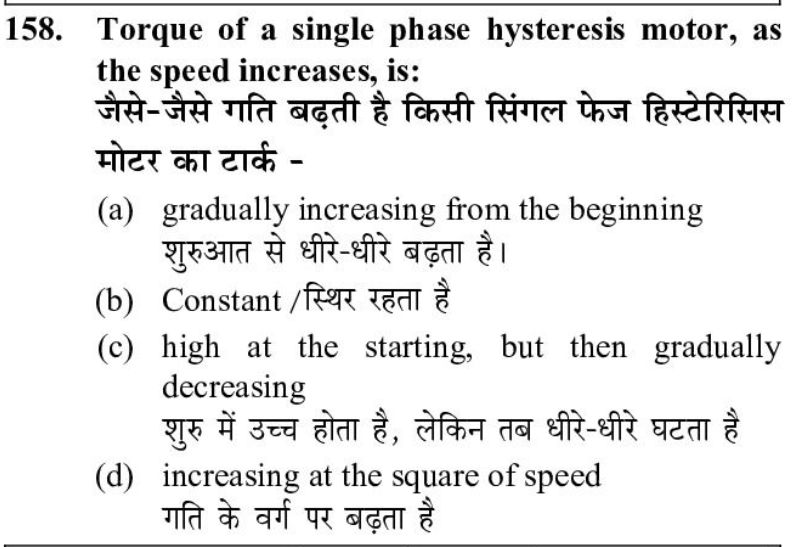 158. Torque of a single phase hysteresis motor, as
the speed increases, is:
जैसे-जैसे गति बढ़ती है किसी सिंगल फेज हिस्टेरिसिस
मोटर का टार्क -
(a) gradually increasing from the beginning
शुरुआत से धीरे-धीरे बढ़ता है।
(b) Constant /स्थिर रहता है
(c) high at the starting, but then gradually
decreasing
शुरु में उच्च होता है, लेकिन तब धीरे-धीरे घटता है
(d) increasing at the square of speed
गति के वर्ग पर बढ़ता है